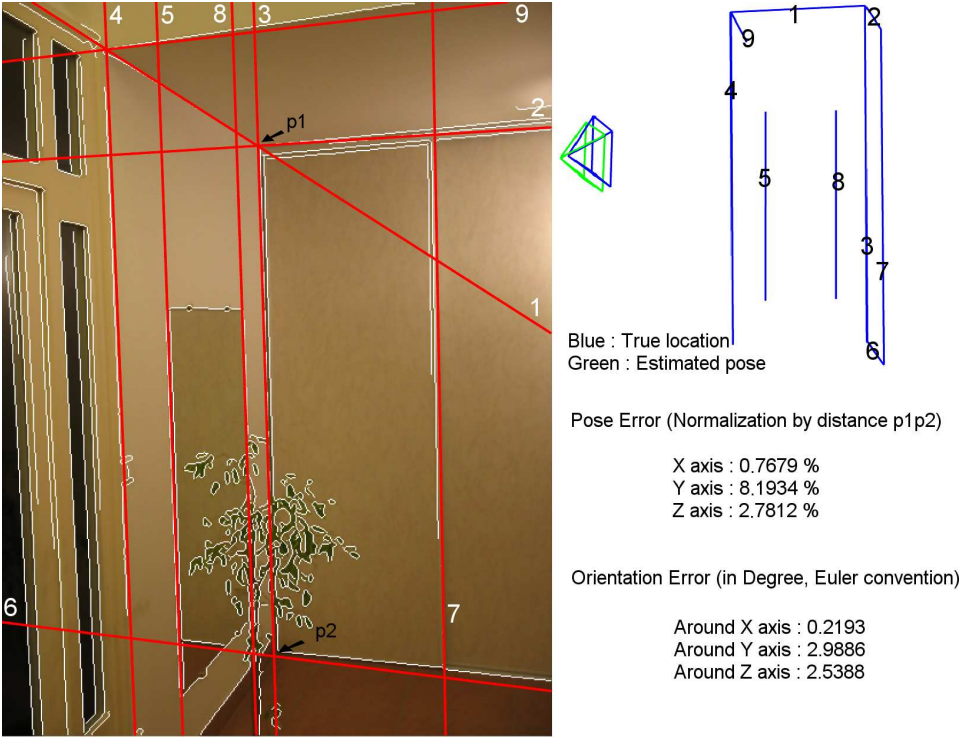 4 5 8 3 9
p1
2
1
6
7
p2
1 2
9
4
5 8
3
7
6
Blue : True location
Green : Estimated pose
Pose Error (Normalization by distance p1p2)
X axis : 0.7679 %
Y axis : 8.1934 %
Z axis : 2.7812 %
Orientation Error (in Degree, Euler convention)
Around X axis : 0.2193
Around Y axis : 2.9886
Around Z axis : 2.5388